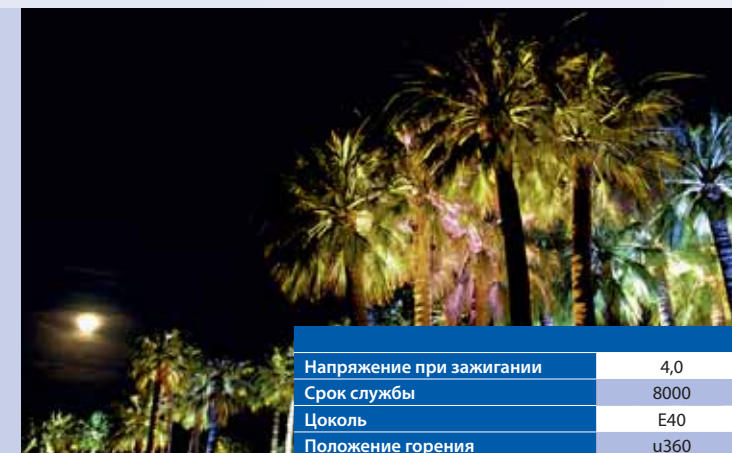 Напряжение при зажигании 4,0
Срок службы 8000
Цоколь E40
Положение горения u360